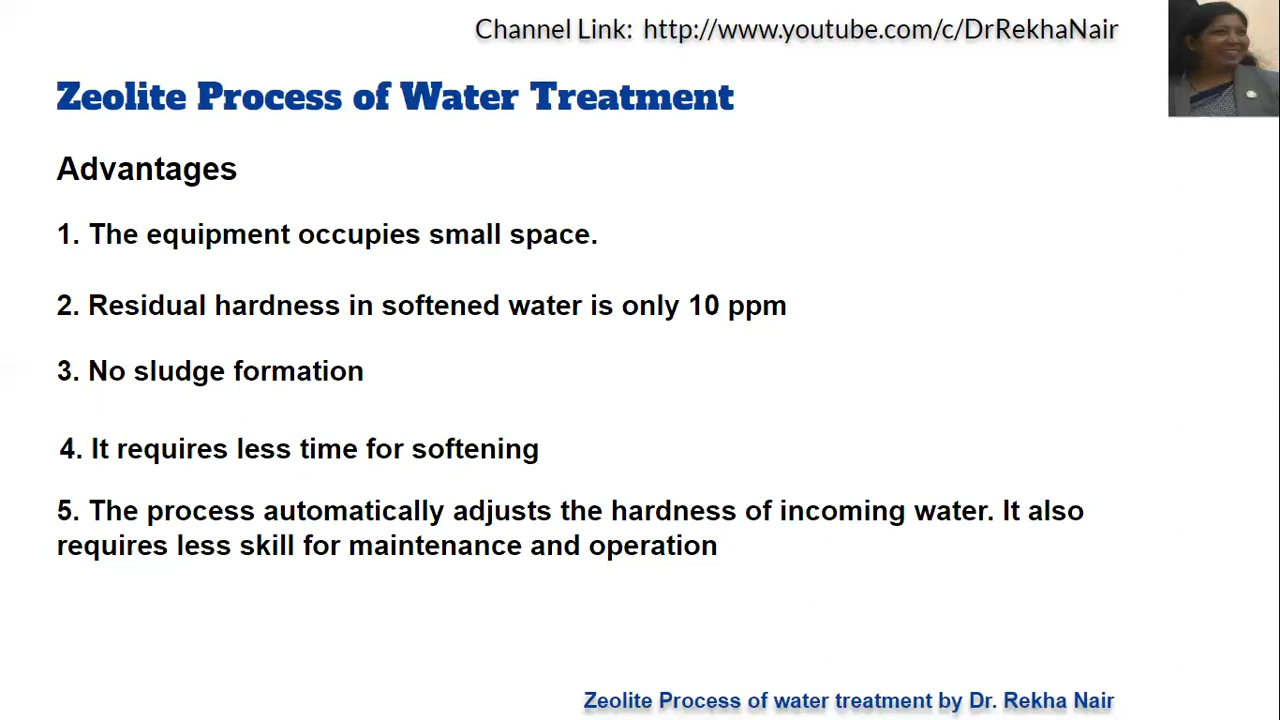 Channel Link: http://www.youtube.com/c/DrRekhaNair
Zeolite Process of Water Treatment
Advantages
1. The equipment occupies small space.
2. Residual hardness in softened water is only 10 ppm
3. No sludge formation
4. It requires less time for softening
5. The process automatically adjusts the hardness of incoming water. It also
requires less skill for maintenance and operation
Zeolite Process of water treatment by Dr. Rekha Nair